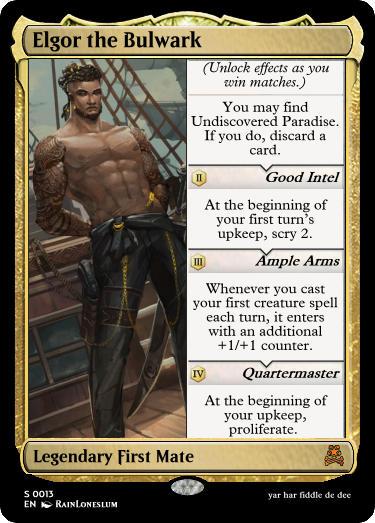 Elgor the Bulwark
(Unlock effects as you
win matches.)
You may find
Undiscovered Paradise.
If you do, discard a
card.
II
Good Intel
At the beginning of
your first turn's
upkeep, scry 2.
III
Ample Arms
Whenever you cast
your first creature spell
each turn, it enters
with an additional
+1/+1 counter.
IV
Quartermaster
At the beginning of
your upkeep,
proliferate.
Legendary First Mate
S 0013
EN RainLoneslum
yar har fiddle de dee